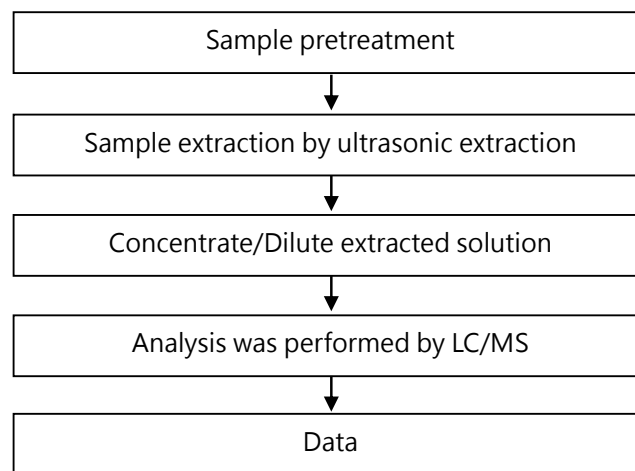 Sample pretreatment
Sample extraction by ultrasonic extraction
Concentrate/Dilute extracted solution
Analysis was performed by LC/MS
Data